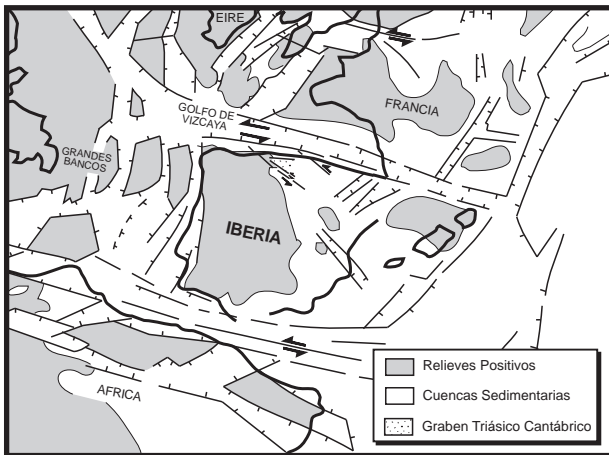 EIRE
FRANCIA
GOLFO DE
VIZCAYA
GRANDES
BANCOS
IBERIA
AFRICA
Relieves Positivos
Cuencas Sedimentarias
Graben Triásico Cantábrico